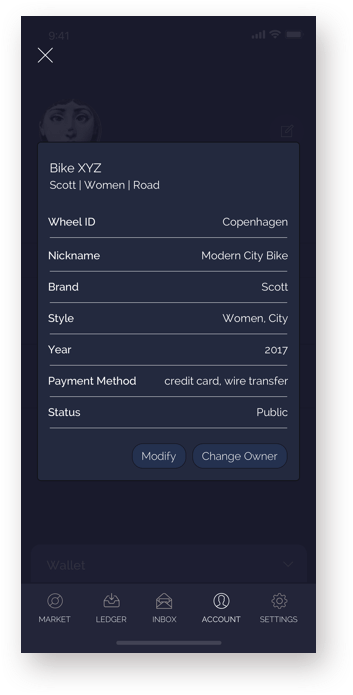 9:41
Bike XYZ
Scott | Women | Road
Wheel ID Copenhagen
Nickname Modern City Bike
Brand Scott
Style Women, City
Year 2017
Payment Method credit card, wire transfer
Status Public
Modify Change Owner
Wallet
MARKET LEDGER INBOX ACCOUNT SETTINGS